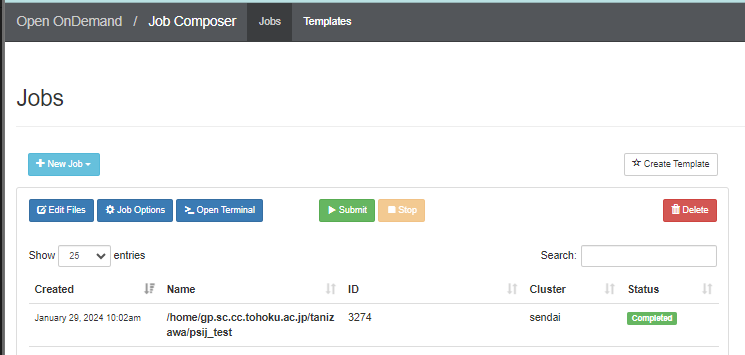 Open OnDemand / Job Composer Jobs Templates
Jobs
New Job
Create Template
Edit Files Job Options Open Terminal Submit Stop Delete
Show 25 entries Search:
Created Name ID Cluster Status
January 29, 2024 10:02am /home/gp.sc.cc.tohoku.ac.jp/taniz 3274 sendai Completed
awa/psij_test